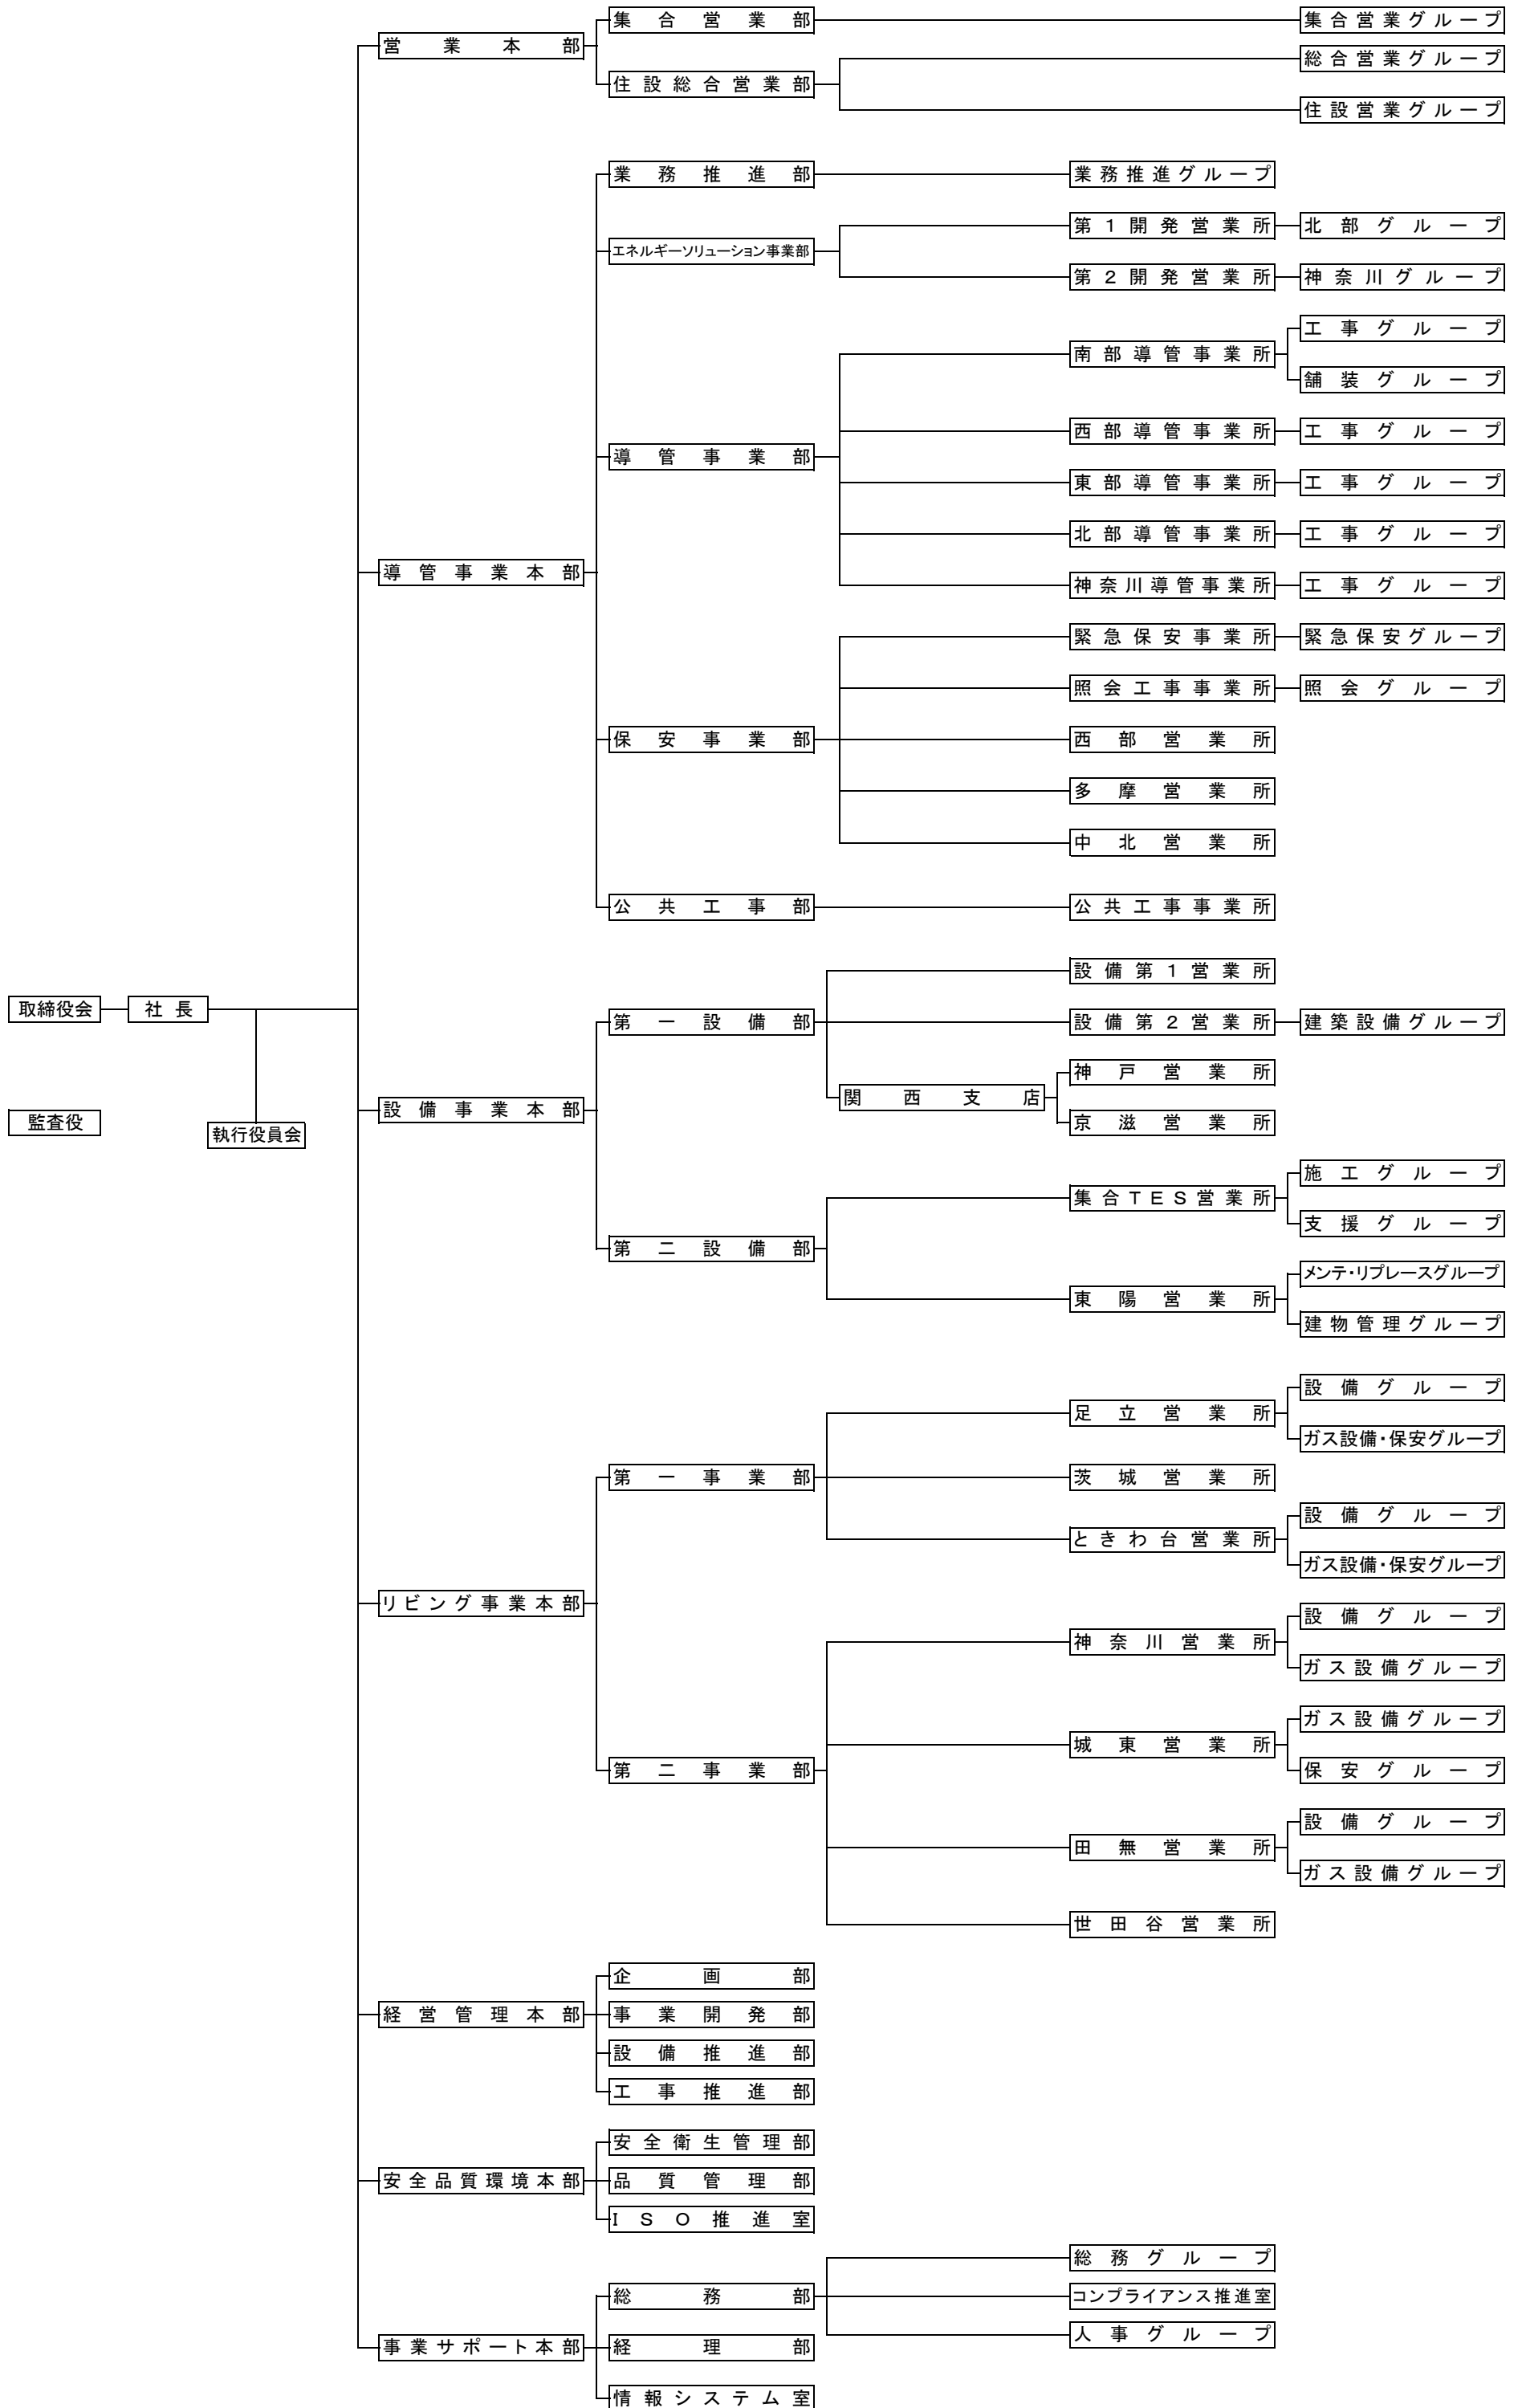 集合営業部
集合営業グループ
営業本部
総合営業グループ
住設総合営業部
住設営業グループ
業務推進部
業務推進グループ
第１開発営業所
北部グループ
エネルギーソリューション事業部
第２開発営業所
神奈川グループ
工事グループ
南部導管事業所
舗装グループ
西部導管事業所
工事グループ
導管事業部
東部導管事業所
工事グループ
北部導管事業所
工事グループ
導管事業本部
神奈川導管事業所
工事グループ
緊急保安事業所
緊急保安グループ
照会工事事業所
照会グループ
保安事業部
西部営業所
多摩営業所
中北営業所
公共工事部
公共工事事業所
設備第１営業所
取締役会
社長
第一設備部
設備第２営業所
建築設備グループ
神戸営業所
関西支店
設備事業本部
京滋営業所
監査役
執行役員会
施工グループ
集合ＴＥＳ営業所
支援グループ
第二設備部
メンテ・リプレースグループ
東陽営業所
建物管理グループ
設備グループ
足立営業所
ガス設備・保安グループ
第一事業部
茨城営業所
設備グループ
ときわ台営業所
ガス設備・保安グループ
リビング事業本部
設備グループ
神奈川営業所
ガス設備グループ
ガス設備グループ
城東営業所
第二事業部
保安グループ
設備グループ
田無営業所
ガス設備グループ
世田谷営業所
企画部
経営管理本部
事業開発部
設備推進部
工事推進部
安全衛生管理部
安全品質環境本部
品質管理部
ＩＳＯ推進室
総務グループ
総務部
コンプライアンス推進室
人事グループ
事業サポート本部
経理部
情報システム室